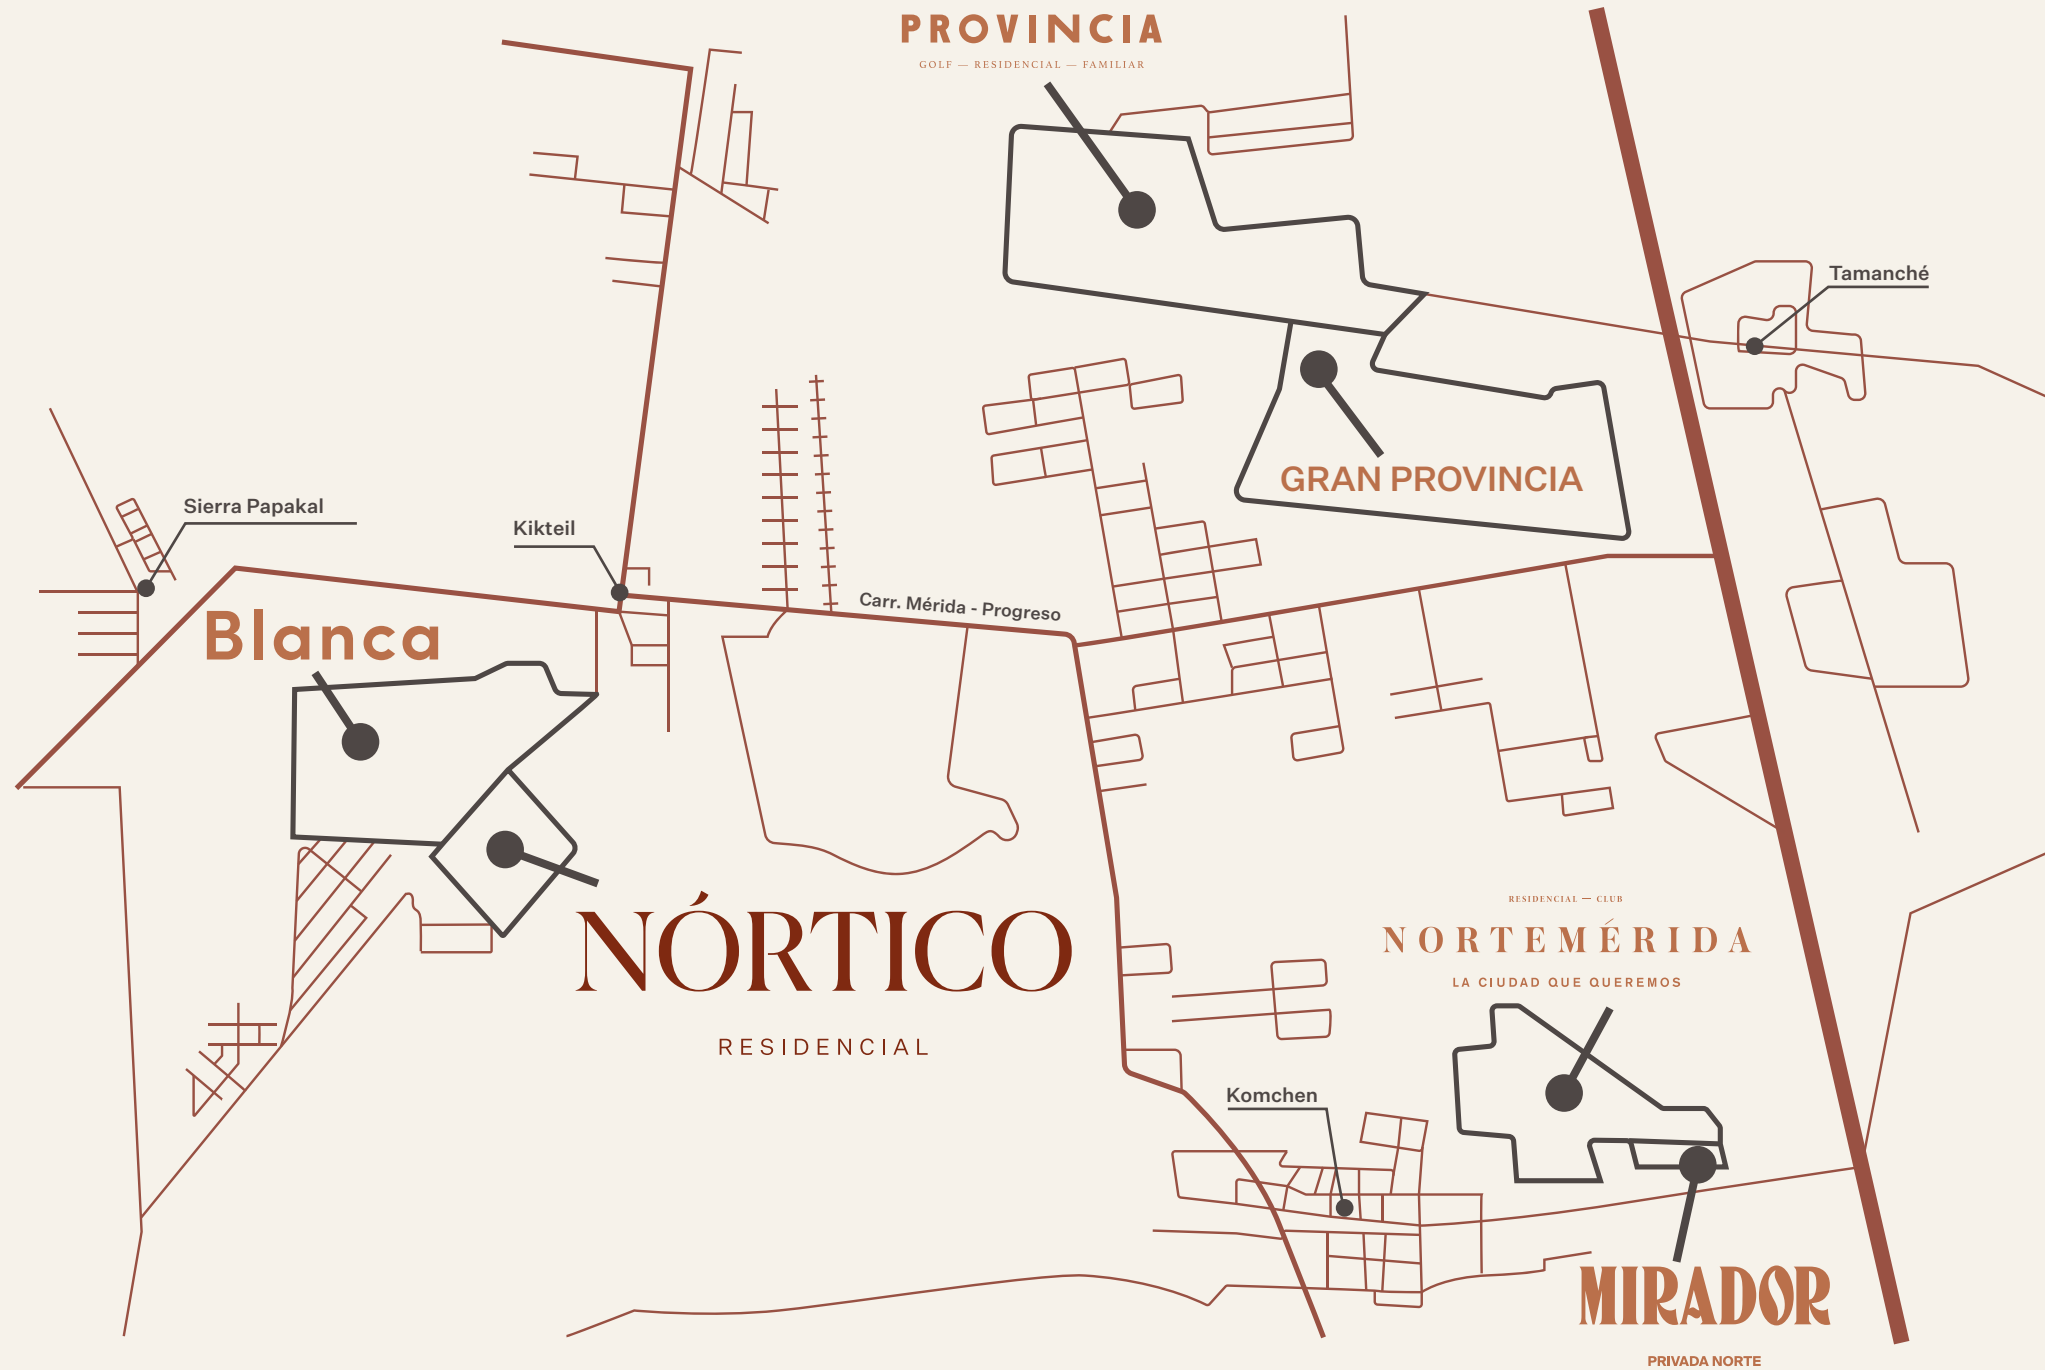 PROVINCIA
GOLF — RESIDENCIAL — FAMILIAR
Tamanché
GRAN PROVINCIA
Sierra Papakal
Kikteil
Carr. Mérida - Progreso
Blanca
NÓRTICO
RESIDENCIAL
RESIDENCIAL — CLUB
NORTEMÉRIDA
LA CIUDAD QUE QUEREMOS
Komchen
MIRADOR
PRIVADA NORTE